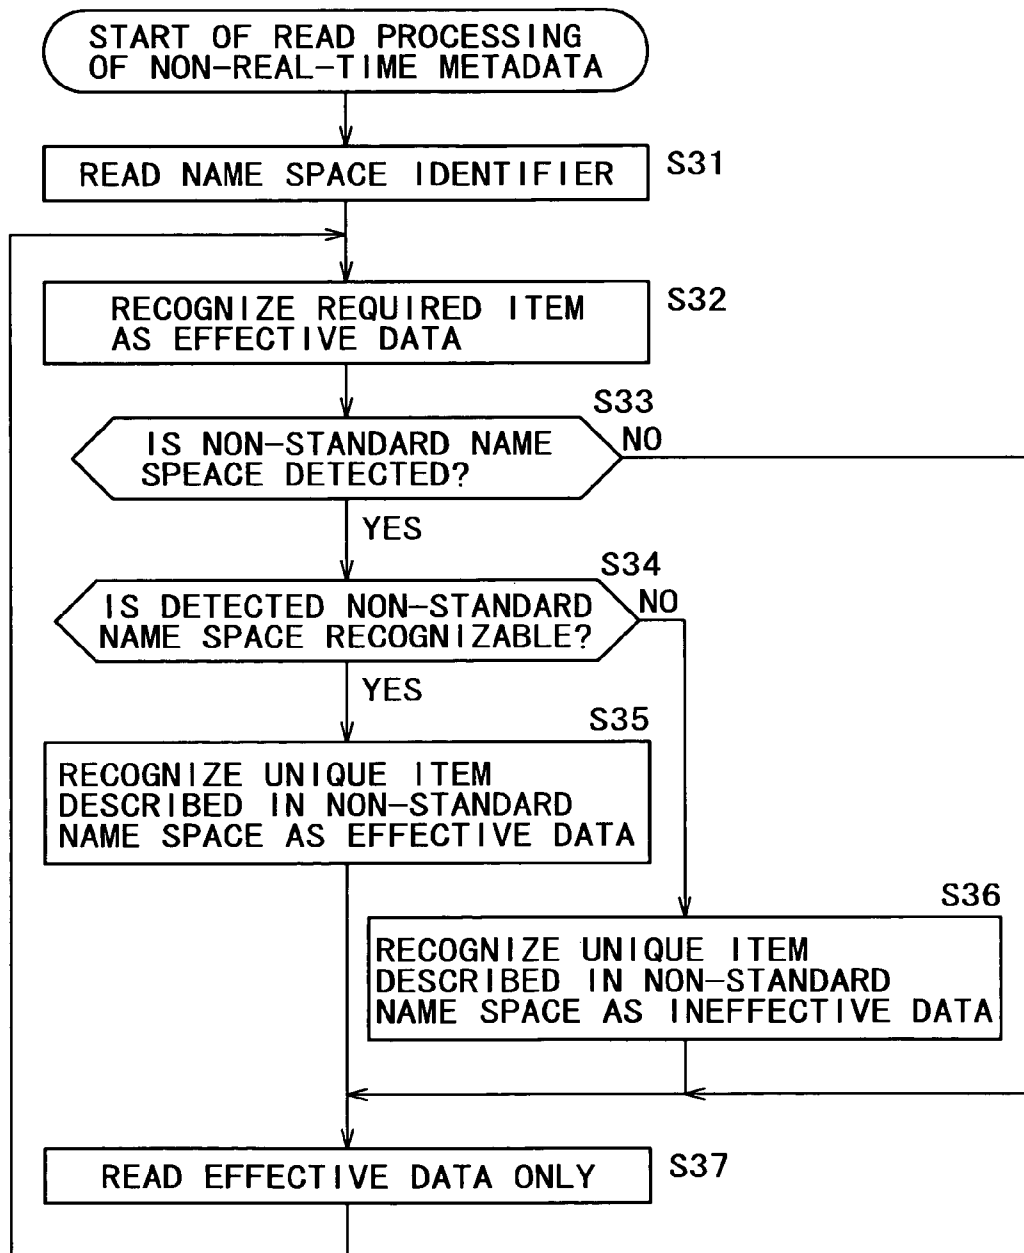 START OF READ PROCESSING
OF NON-REAL-TIME METADATA
READ NAME SPACE IDENTIFIER
S31
RECOGNIZE REQUIRED ITEM
AS EFFECTIVE DATA
S32
S33
IS NON-STANDARD NAME
SPEACE DETECTED?
NO
YES
S34
IS DETECTED NON-STANDARD
NAME SPACE RECOGNIZABLE?
NO
YES
S35
RECOGNIZE UNIQUE ITEM
DESCRIBED IN NON-STANDARD
NAME SPACE AS EFFECTIVE DATA
S36
RECOGNIZE UNIQUE ITEM
DESCRIBED IN NON-STANDARD
NAME SPACE AS INEFFECTIVE DATA
READ EFFECTIVE DATA ONLY
S37